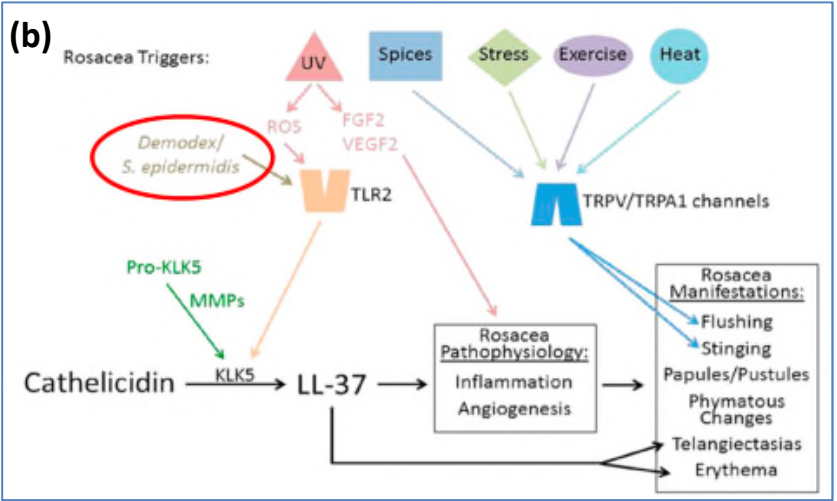 (b)
Rosacea Triggers:
UV
Spices
Stress
Exercise
Heat
ROS
FGF2
VEGF2
Demodex/
S. epidermidis
TLR2
TRPV/TRPA1 channels
Pro-KLK5
MMPs
Cathelicidin
KLK5
LL-37
Rosacea
Pathophysiology:
Inflammation
Angiogenesis
Rosacea
Manifestations:
Flushing
Stinging
Papules/Pustules
Phymatous
Changes
Telangiectasias
Erythema